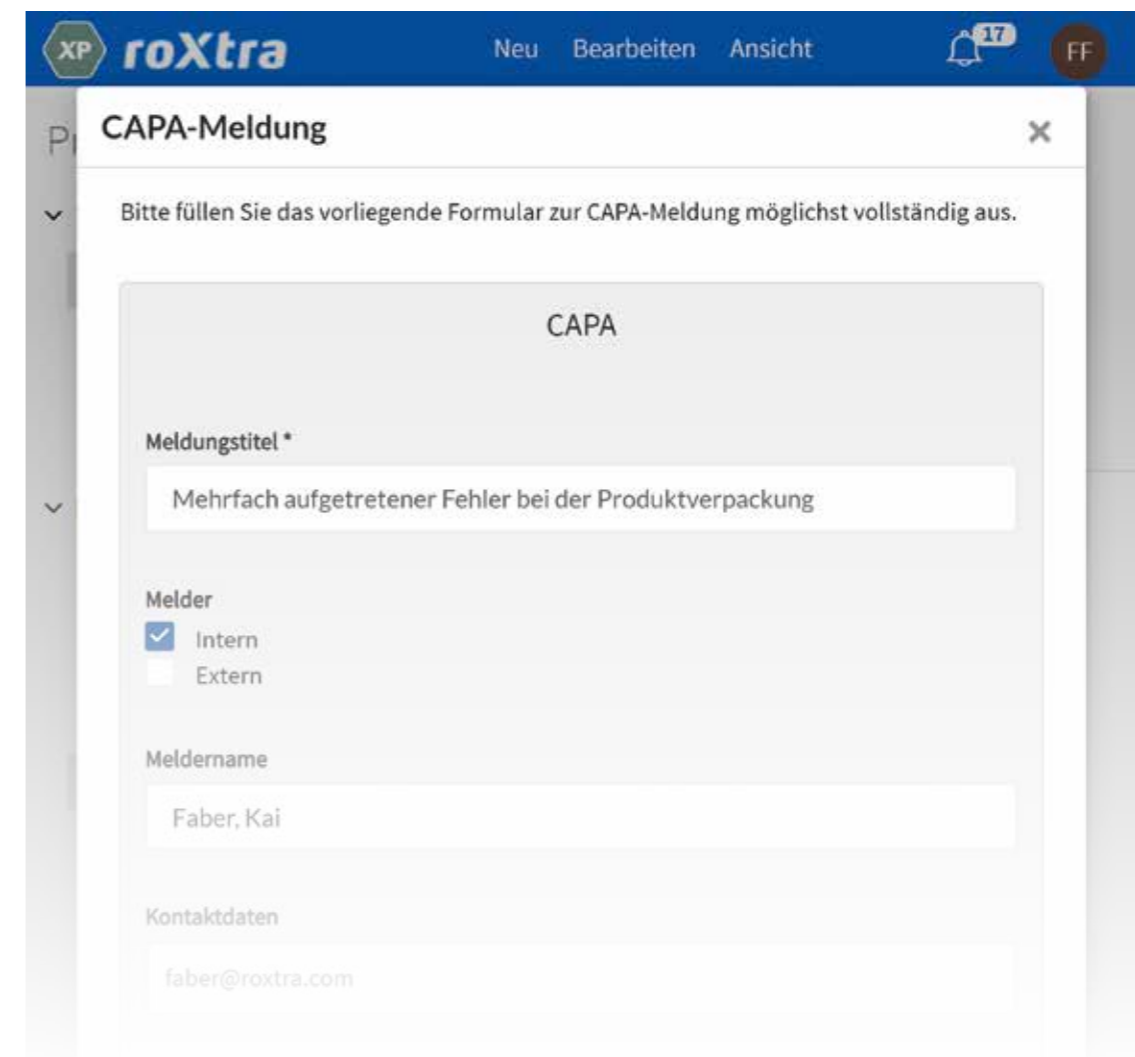 XP roXtra Neu Bearbeiten Ansicht 17 FF
CAPA-Meldung
Bitte füllen Sie das vorliegende Formular zur CAPA-Meldung möglichst vollständig aus.
CAPA
Meldungstitel *
Mehrfach aufgetretener Fehler bei der Produktverpackung
Melder
Intern
Extern
Meldername
Faber, Kai
Kontaktdaten
faber@roxtra.com